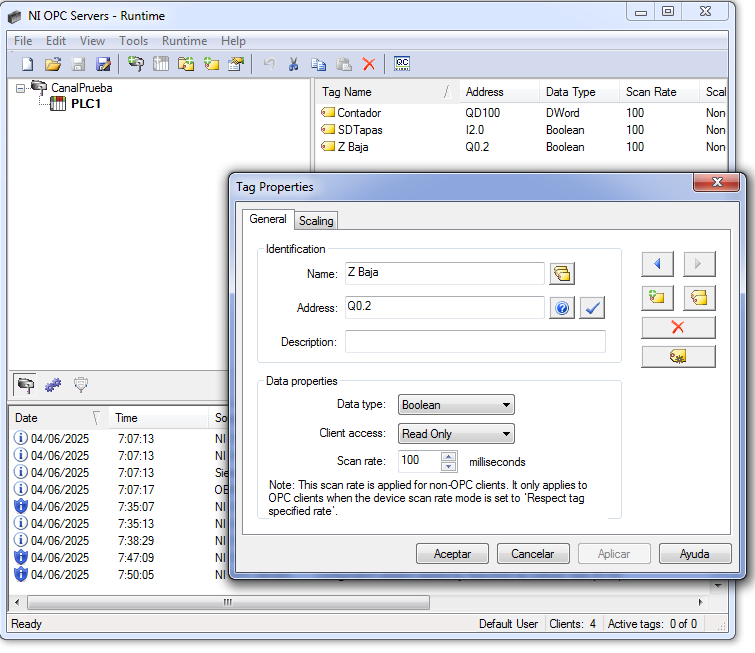 NI OPC Servers - Runtime
File Edit View Tools Runtime Help
CanalPrueba
PLC1
Tag Name / Address Data Type Scan Rate Scal
Contador QD100 DWord 100 Non
SDTapas I2.0 Boolean 100 Non
Z Baja Q0.2 Boolean 100 Non
Tag Properties
General Scaling
Identification
Name: Z Baja
Address: Q0.2
Description:
Data properties
Data type: Boolean
Client access: Read Only
Scan rate: 100 milliseconds
Note: This scan rate is applied for non-OPC clients. It only applies to
OPC clients when the device scan rate mode is set to 'Respect tag
specified rate'.
Aceptar Cancelar Aplicar Ayuda
Date Time So
04/06/2025 7:07:13 NI
04/06/2025 7:07:13 NI
04/06/2025 7:07:13 Sie
04/06/2025 7:07:17 OB
04/06/2025 7:35:07 NI
04/06/2025 7:35:13 NI
04/06/2025 7:38:29 NI
04/06/2025 7:47:09 NI
04/06/2025 7:50:05 NI
Ready Default User Clients: 4 Active tags: 0 of 0